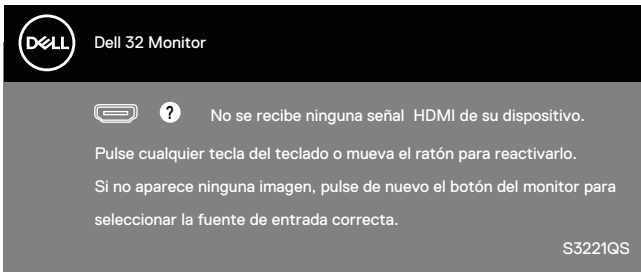 DELL
Dell 32 Monitor
? No se recibe ninguna señal HDMI de su dispositivo.
Pulse cualquier tecla del teclado o mueva el ratón para reactivarlo.
Si no aparece ninguna imagen, pulse de nuevo el botón del monitor para
seleccionar la fuente de entrada correcta.
S3221QS